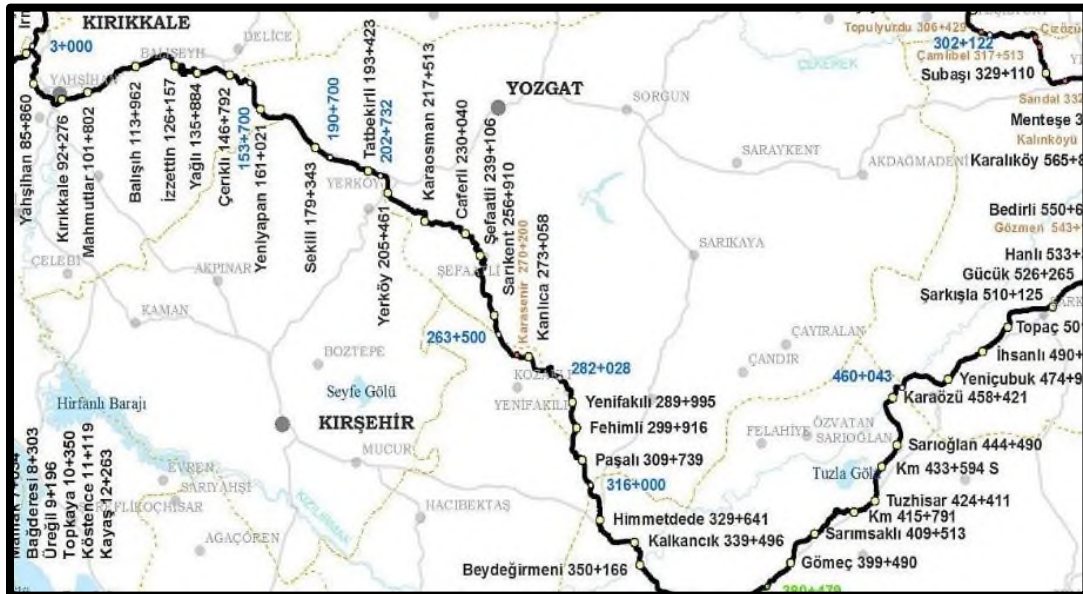 KIRIKKALE
3+000
BALIŞEYH
DELİCE
YAHŞİHAN
Yahşihan 85+860
Kırıkkale 92+276
Mahmutlar 101+802
Balışıh 113+962
İzzettin 126+157
Yağlı 135+884
Çerikli 146+792
153+700
Yeniyapan 161+021
Sekili 179+343
190+700
Tatbekirli 193+423
202+732
Yerköy 205+461
YERKÖY
Karaosman 217+513
Caferli 230+040
Şefaatli 239+106
Sarıkent 256+910
Karasenir 270+200
Kanlıca 273+058
YOZGAT
SORGUN
SARAYKENT
AKDAĞMADENİ
ÇEKEREK
Topulyurdu 306+429
302+122
Çamlıbel 317+513
Subaşı 329+110
Sandal 332
Menteşe 3
Kalınköyü
Karalıköy 565+8
Bedirli 550+6
Gözmen 543+
Hanlı 533+
Gücük 526+265
Şarkışla 510+125
Topaç 50
İhsanlı 490+
Yeniçubuk 474+9
460+043
Karaözü 458+421
Sarıoğlan 444+490
Km 433+594 S
Tuzhisar 424+411
Km 415+791
Sarımsaklı 409+513
Gömeç 399+490
380+479
SARIKAYA
ÇAYIRALAN
ÇANDIR
ÖZVATAN
SARIOĞLAN
FELAHİYE
Tuzla Gölü
ÇELEBİ
AKPINAR
KAMAN
BOZTEPE
Seyfe Gölü
KIRŞEHİR
MUCUR
HACIBEKTAŞ
Hirfanlı Barajı
EVREN
SARIYAHŞİ
AĞAÇÖREN
KIZILIRMAK
ŞEFAATLİ
263+500
282+028
YENİFAKILI
Yenifakılı 289+995
Fehimli 299+916
Paşalı 309+739
316+000
Himmetdede 329+641
Kalkancık 339+496
Beydeğirmeni 350+166
Bağderesi 8+303
Üreğil 9+196
Topkaya 10+350
Köstence 11+119
Kayaş 12+263